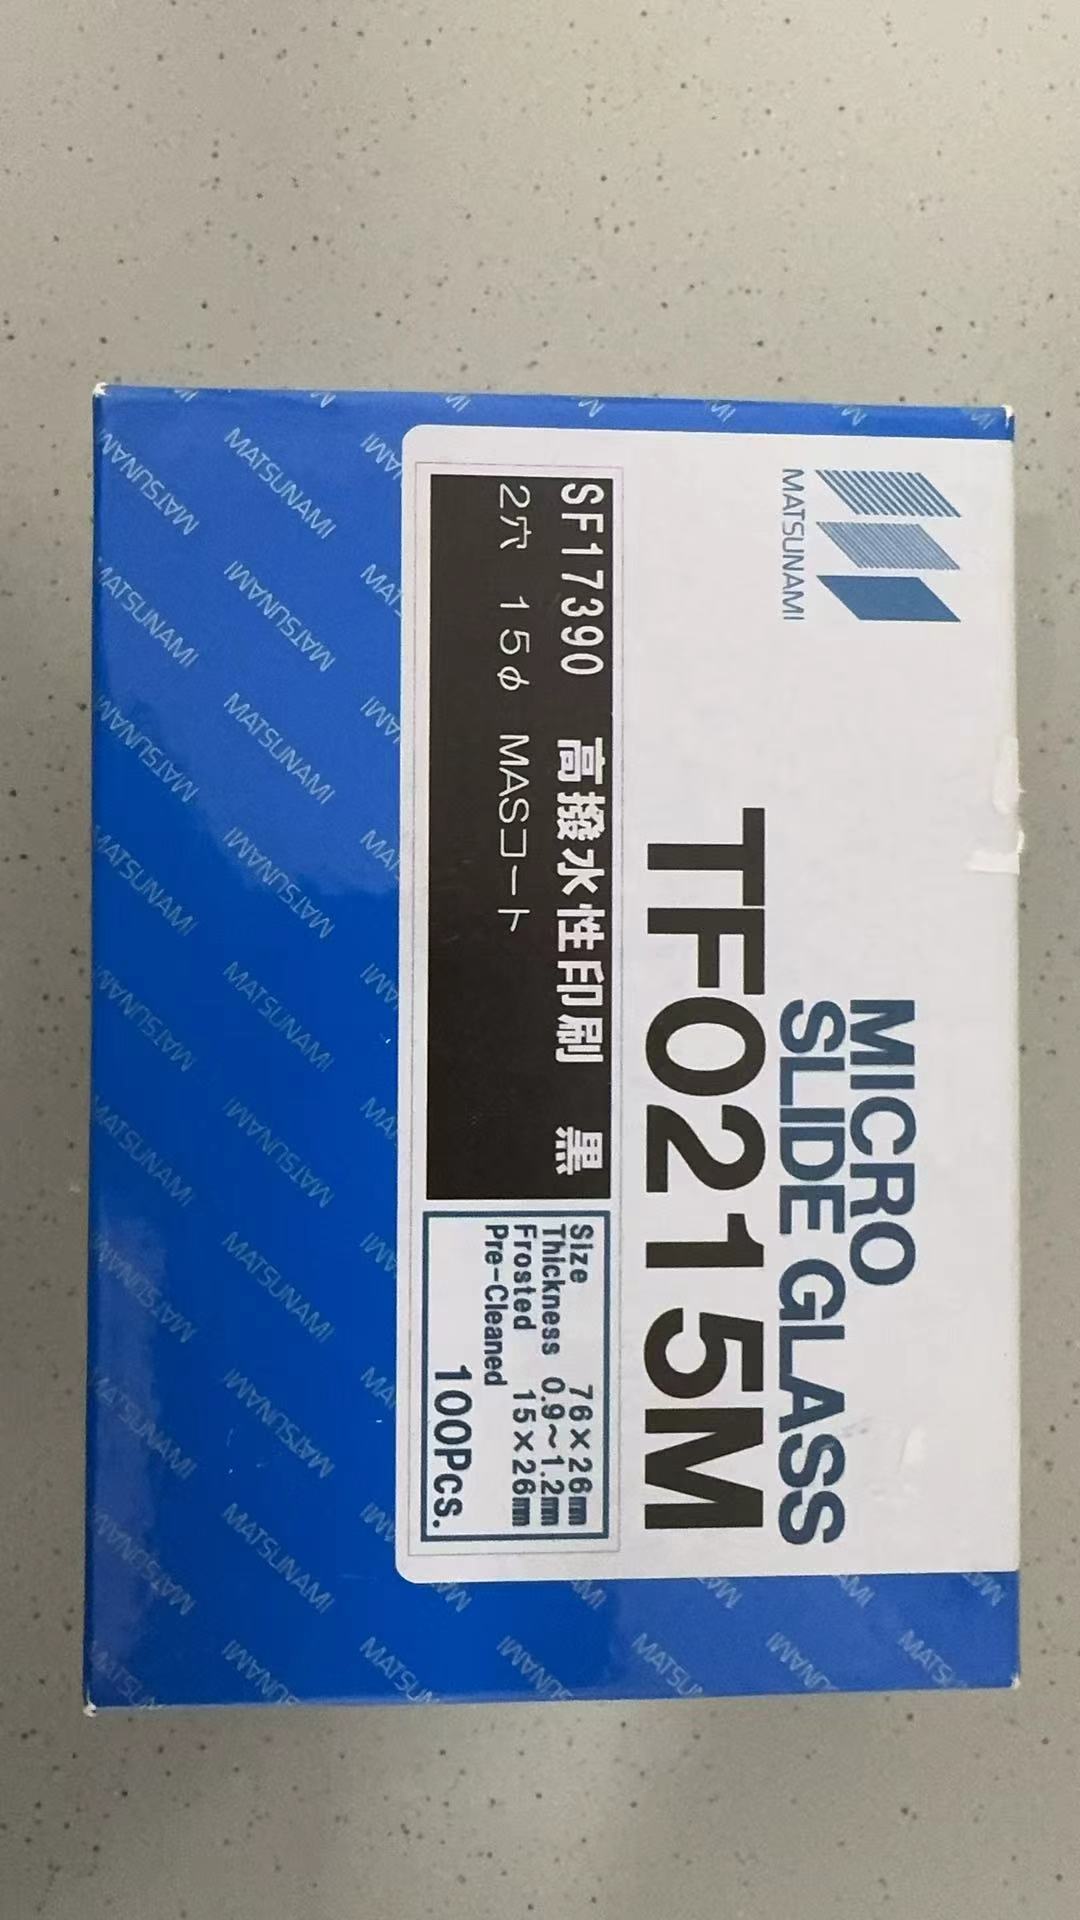 MATSUNAMI
MICRO
SLIDE GLASS
TF0215M
SF17390 高撥水性印刷 黒
2穴 15φ MASコート
Size 76×26㎜
Thickness 0.9~1.2㎜
Frosted 15×26㎜
Pre-Cleaned
100Pcs.